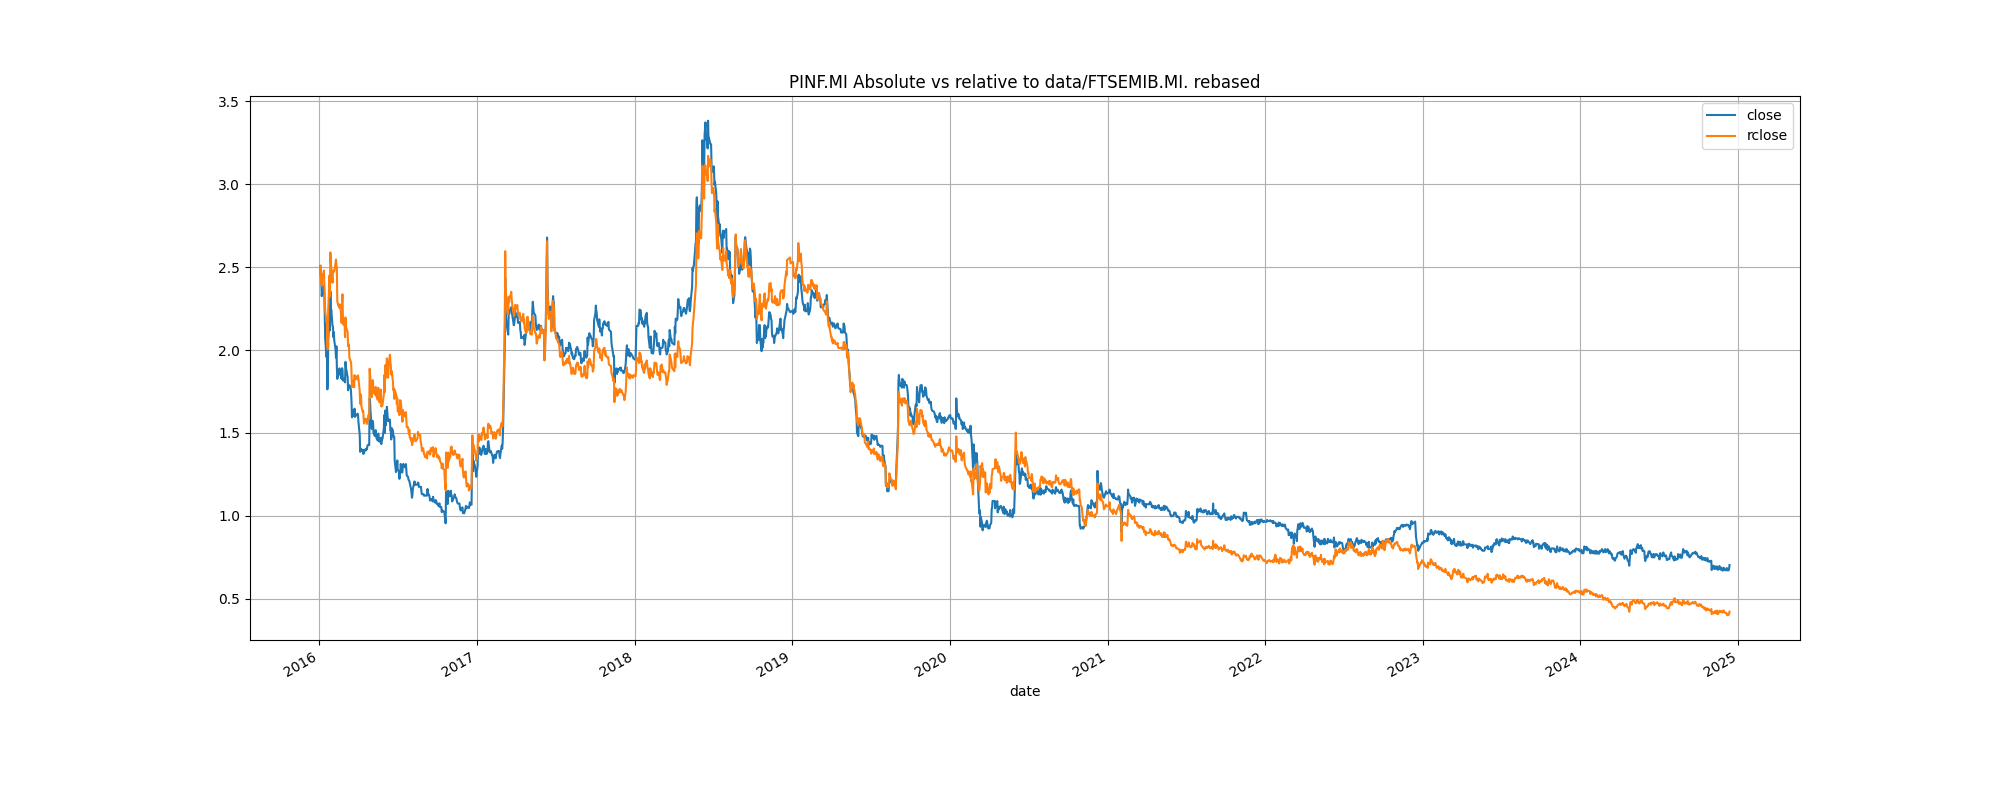 PINF.MI Absolute vs relative to data/FTSEMIB.MI. rebased
close
rclose
3.5
3.0
2.5
2.0
1.5
1.0
0.5
2016 2017 2018 2019 2020 2021 2022 2023 2024 2025
date